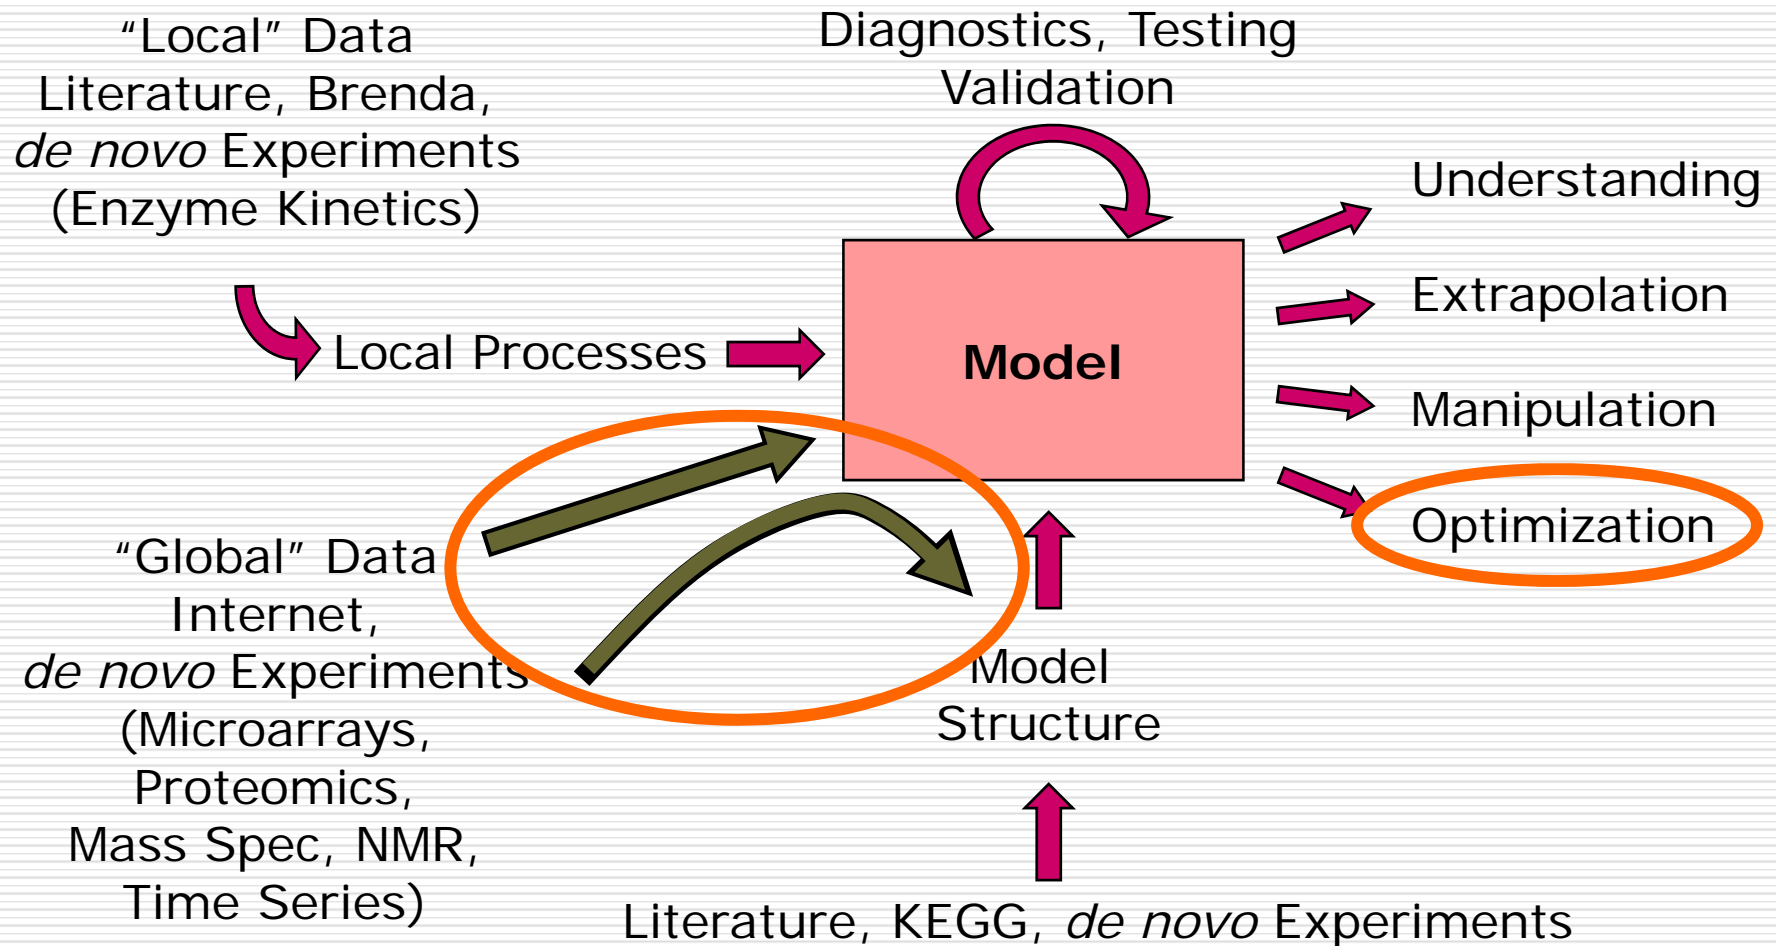 “Local” Data
Literature, Brenda,
de novo Experiments
(Enzyme Kinetics)
Diagnostics, Testing
Validation
Understanding
Extrapolation
Manipulation
Optimization
Local Processes
Model
“Global” Data
Internet,
de novo Experiments
(Microarrays,
Proteomics,
Mass Spec, NMR,
Time Series)
Model
Structure
Literature, KEGG, de novo Experiments